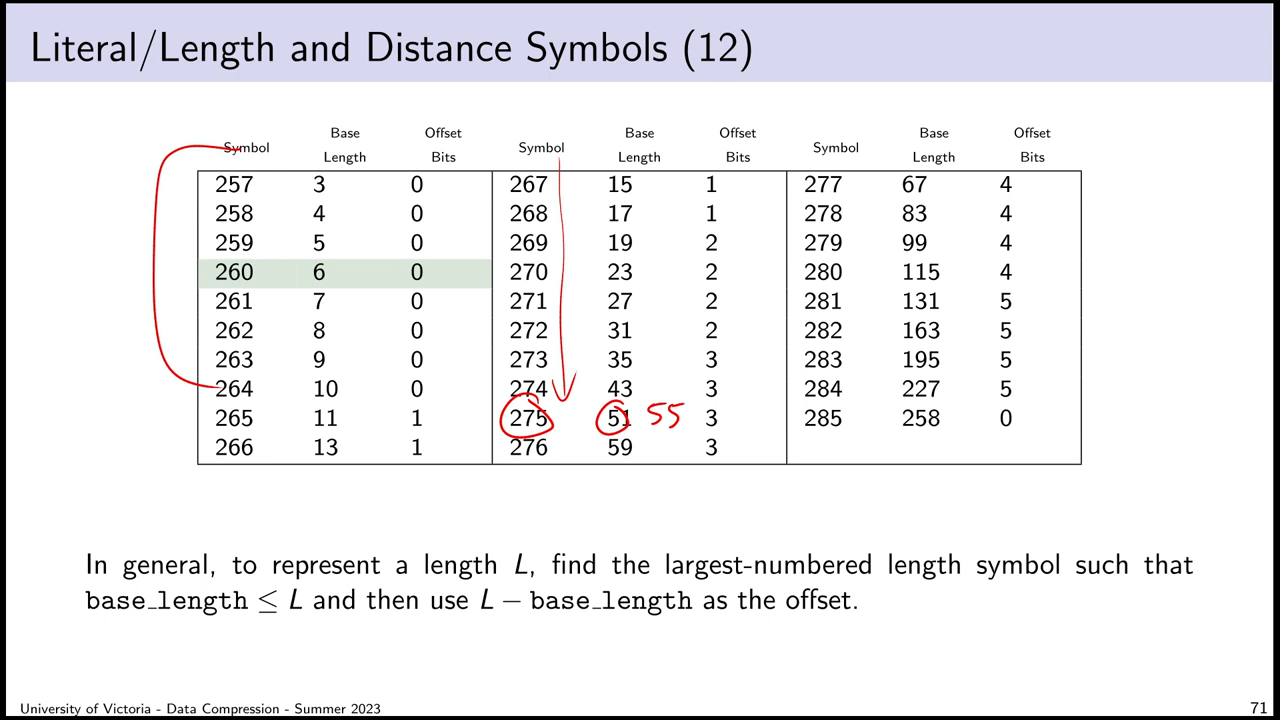 Literal/Length and Distance Symbols (12)
Symbol Base Length Offset Bits Symbol Base Length Offset Bits Symbol Base Length Offset Bits
257 3 0 267 15 1 277 67 4
258 4 0 268 17 1 278 83 4
259 5 0 269 19 2 279 99 4
260 6 0 270 23 2 280 115 4
261 7 0 271 27 2 281 131 5
262 8 0 272 31 2 282 163 5
263 9 0 273 35 3 283 195 5
264 10 0 274 43 3 284 227 5
265 11 1 275 51 55 3 285 258 0
266 13 1 276 59 3
In general, to represent a length L, find the largest-numbered length symbol such that
base_length ≤ L and then use L − base_length as the offset.
University of Victoria - Data Compression - Summer 2023
71